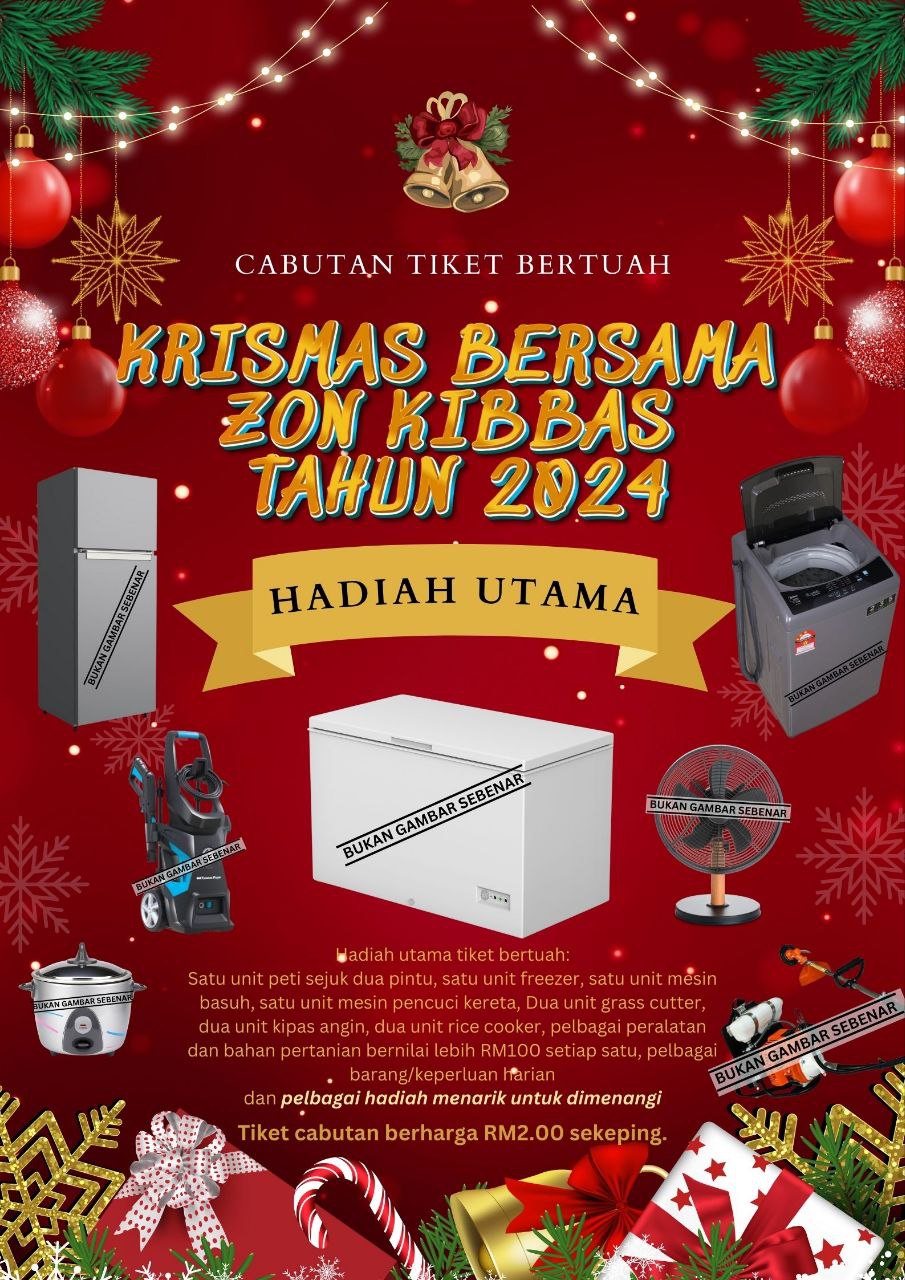 CABUTAN TIKET BERTUAH
KRISMAS BERSAMA
ZON KIBBAS
TAHUN 2024
HADIAH UTAMA
BUKAN GAMBAR SEBENAR
BUKAN GAMBAR SEBENAR
BUKAN GAMBAR SEBENAR
BUKAN GAMBAR SEBENAR
BUKAN GAMBAR SEBENAR
Hadiah utama tiket bertuah:
Satu unit peti sejuk dua pintu, satu unit freezer, satu unit mesin
basuh, satu unit mesin pencuci kereta, Dua unit grass cutter,
dua unit kipas angin, dua unit rice cooker, pelbagai peralatan
dan bahan pertanian bernilai lebih RM100 setiap satu, pelbagai
barang/keperluan harian
dan pelbagai hadiah menarik untuk dimenangi
BUKAN GAMBAR SEBENAR
BUKAN GAMBAR SEBENAR
Tiket cabutan berharga RM2.00 sekeping.